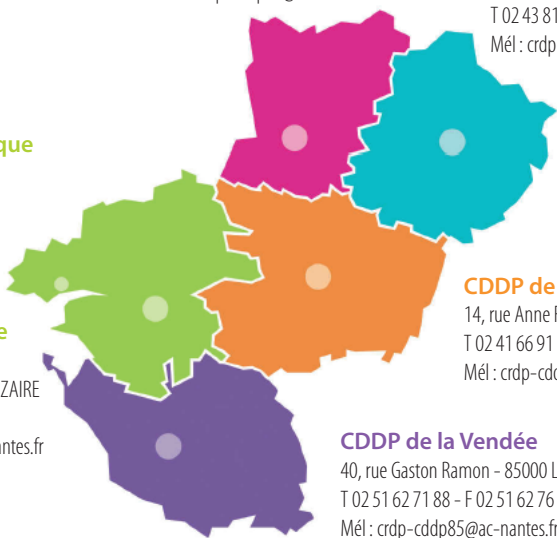 T 02 43 81
Mél : crdp
que
CDDP de
14, rue Anne F
T 02 41 66 91
Mél : crdp-cdd
e
ZAIRE
ntes.fr
CDDP de la Vendée
40, rue Gaston Ramon - 85000 L
T 02 51 62 71 88 - F 02 51 62 76
Mél : crdp-cddp85@ac-nantes.fr